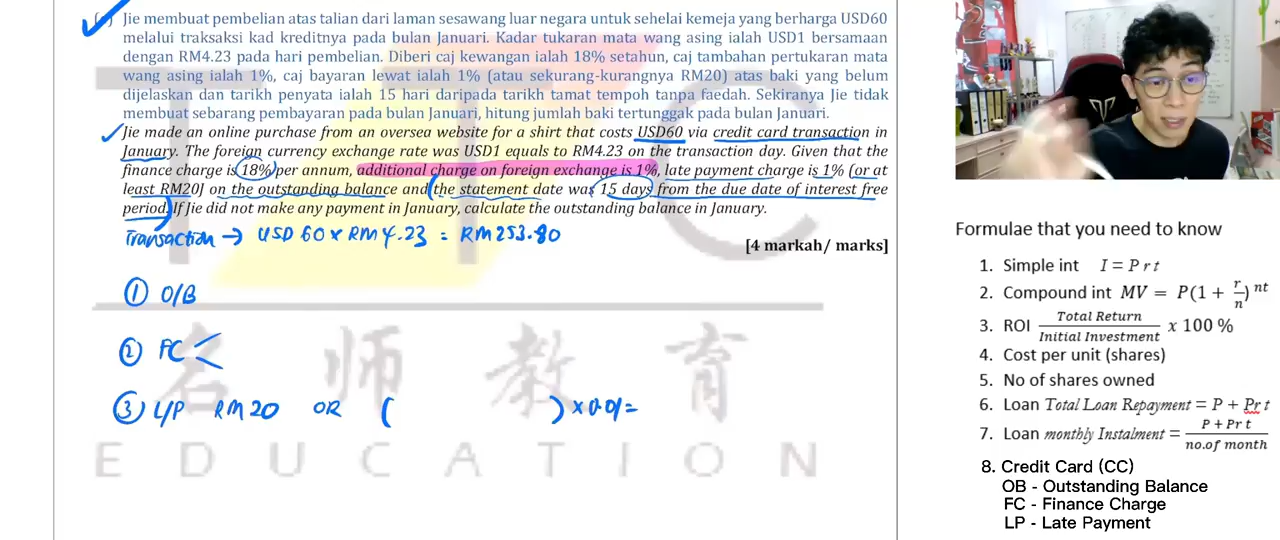 Jie membuat pembelian atas talian dari laman sesawang luar negara untuk sehelai kemeja yang berharga USD60
melalui traksaksi kad kreditnya pada bulan Januari. Kadar tukaran mata wang asing ialah USD1 bersamaan
dengan RM4.23 pada hari pembelian. Diberi caj kewangan ialah 18% setahun, caj tambahan pertukaran mata
wang asing ialah 1%, caj bayaran lewat ialah 1% (atau sekurang-kurangnya RM20) atas baki yang belum
dijelaskan dan tarikh penyata ialah 15 hari daripada tarikh tamat tempoh tanpa faedah. Sekiranya Jie tidak
membuat sebarang pembayaran pada bulan Januari, hitung jumlah baki tertunggak pada bulan Januari.
Jie made an online purchase from an oversea website for a shirt that costs USD60 via credit card transaction in
January. The foreign currency exchange rate was USD1 equals to RM4.23 on the transaction day. Given that the
finance charge is 18% per annum, additional charge on foreign exchange is 1%, late payment charge is 1% (or at
least RM20) on the outstanding balance and the statement date was 15 days from the due date of interest free
period. If Jie did not make any payment in January, calculate the outstanding balance in January.
Transaction → USD 60 x RM 4.23 = RM 253.80
[4 markah/ marks]
① O/B
② FC <
③ L/P RM 20 OR ( ) x 0.01 =
名 师 教 育
E D U C A T I O N
Formulae that you need to know
1. Simple int I = P r t
2. Compound int MV = P(1 + r/n)^nt
3. ROI Total Return / Initial Investment x 100 %
4. Cost per unit (shares)
5. No of shares owned
6. Loan Total Loan Repayment = P + Pr t
7. Loan monthly Instalment = P + Pr t / no.of month
8. Credit Card (CC)
OB - Outstanding Balance
FC - Finance Charge
LP - Late Payment